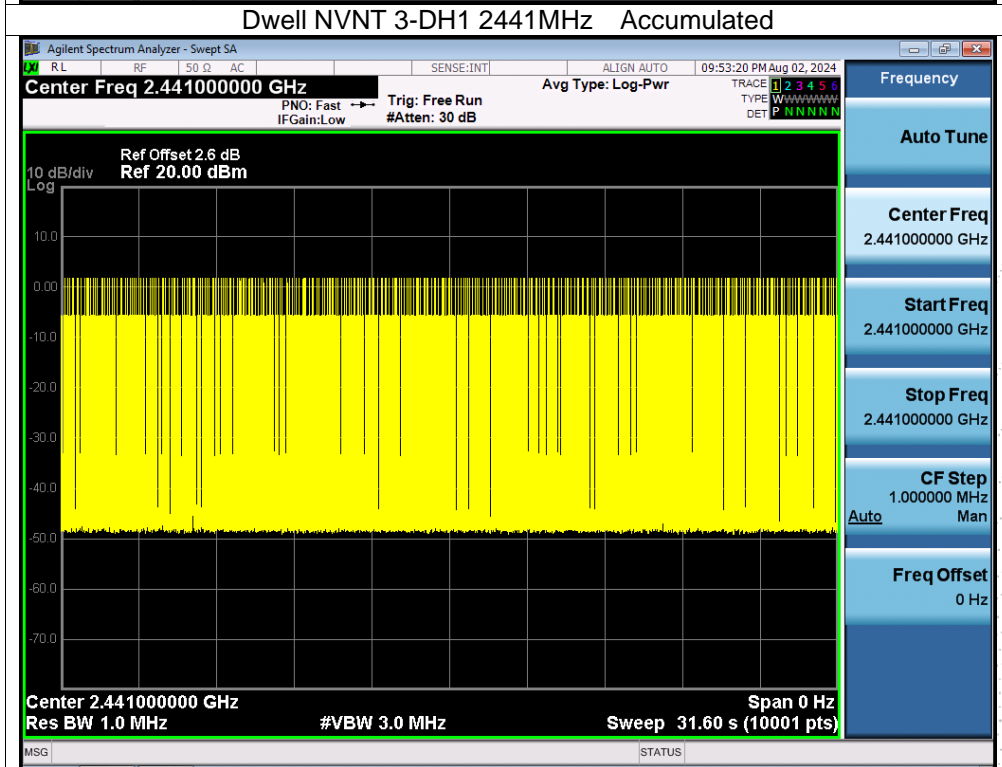 Dwell NVNT 3-DH1 2441MHz Accumulated
Agilent Spectrum Analyzer - Swept SA
LXI RL RF 50 Ω AC SENSE:INT ALIGN AUTO 09:53:20 PM Aug 02, 2024
Center Freq 2.441000000 GHz
PNO: Fast
IFGain:Low
Trig: Free Run
#Atten: 30 dB
Avg Type: Log-Pwr
TRACE 1 2 3 4 5 6
TYPE WWWWWW
DET P NNNNN
Frequency
Auto Tune
Center Freq
2.441000000 GHz
Start Freq
2.441000000 GHz
Stop Freq
2.441000000 GHz
CF Step
1.000000 MHz
Auto Man
Freq Offset
0 Hz
Ref Offset 2.6 dB
10 dB/div Ref 20.00 dBm
Log
10.0
0.00
-10.0
-20.0
-30.0
-40.0
-50.0
-60.0
-70.0
Center 2.441000000 GHz Span 0 Hz
Res BW 1.0 MHz #VBW 3.0 MHz Sweep 31.60 s (10001 pts)
MSG STATUS